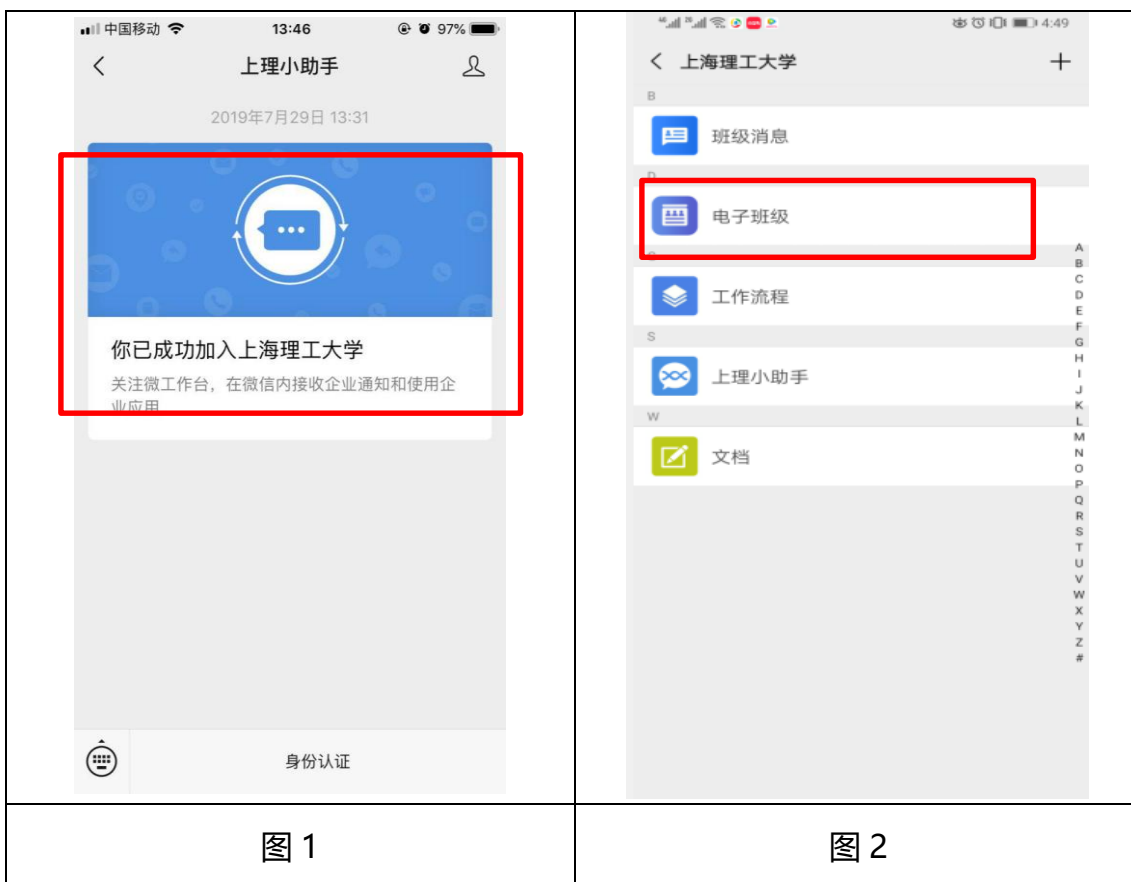 中国移动 13:46 97%
上理小助手
2019年7月29日 13:31
你已成功加入上海理工大学
关注微工作台，在微信内接收企业通知和使用企
业应用
身份认证
图 1
4:49
上海理工大学
B
班级消息
D
电子班级
G
工作流程
S
上理小助手
W
文档
A
B
C
D
E
F
G
H
I
J
K
L
M
N
O
P
Q
R
S
T
U
V
W
X
Y
Z
#
图 2